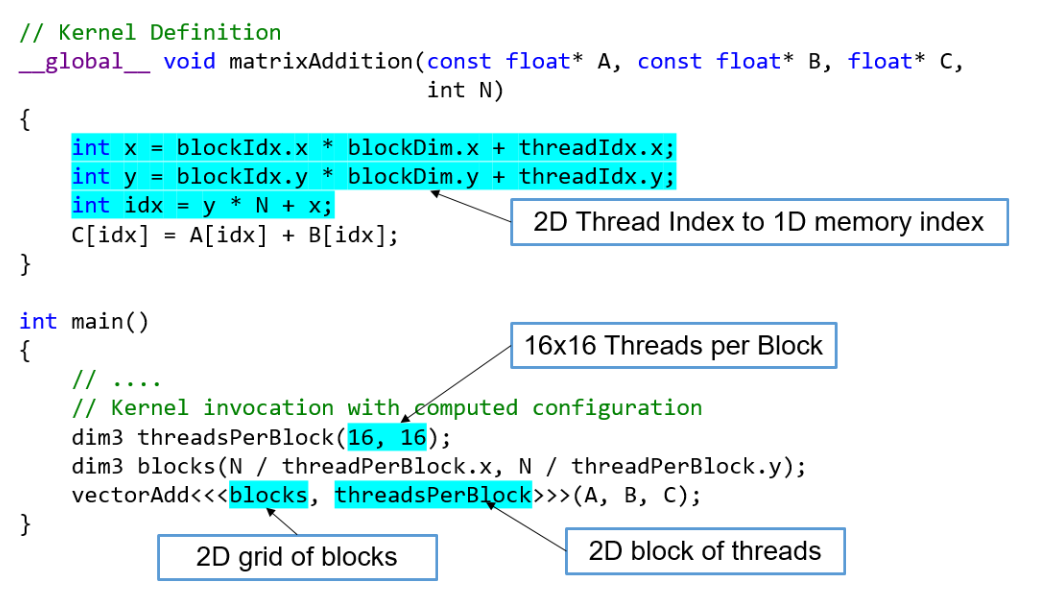 // Kernel Definition
__global__ void matrixAddition(const float* A, const float* B, float* C,
int N)
{
int x = blockIdx.x * blockDim.x + threadIdx.x;
int y = blockIdx.y * blockDim.y + threadIdx.y;
int idx = y * N + x;
2D Thread Index to 1D memory index
C[idx] = A[idx] + B[idx];
}
int main()
{
16x16 Threads per Block
// ....
// Kernel invocation with computed configuration
dim3 threadsPerBlock(16, 16);
dim3 blocks(N / threadPerBlock.x, N / threadPerBlock.y);
vectorAdd<<<blocks, threadsPerBlock>>>(A, B, C);
}
2D grid of blocks
2D block of threads